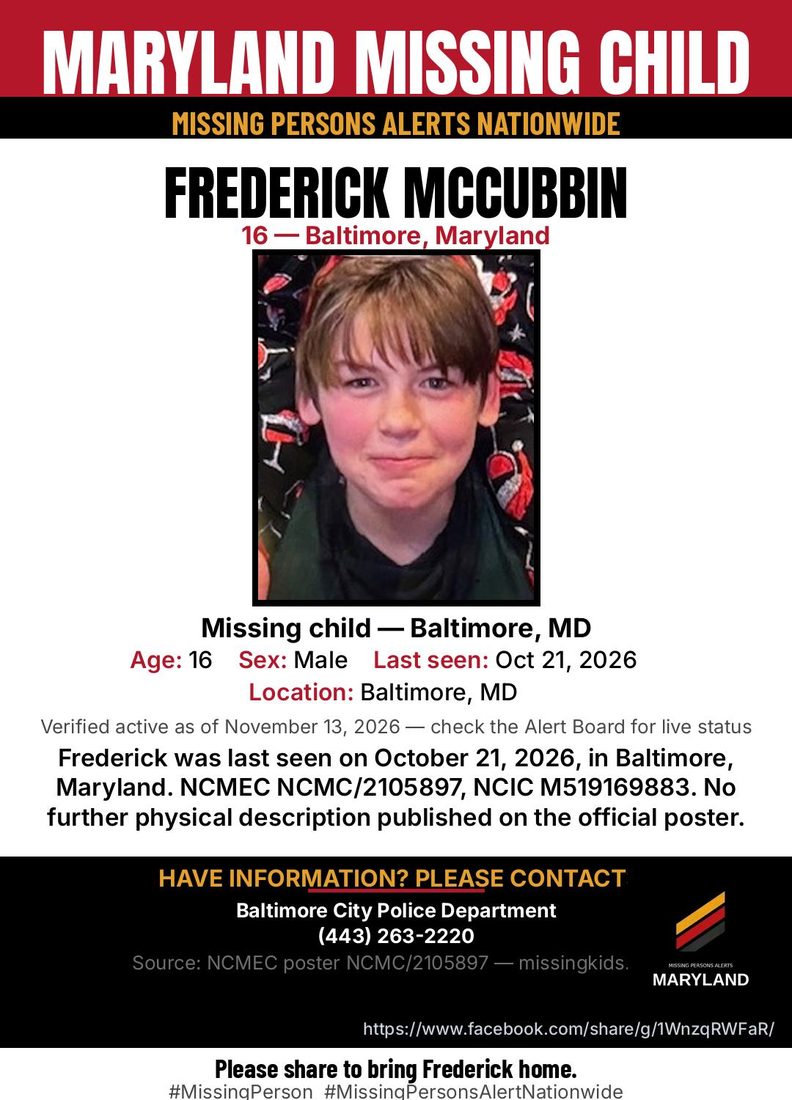 MARYLAND MISSING CHILD
MISSING PERSONS ALERTS NATIONWIDE
FREDERICK MCCUBBIN
16 — Baltimore, Maryland
Missing child — Baltimore, MD
Age: 16 Sex: Male Last seen: Oct 21, 2026
Location: Baltimore, MD
Verified active as of November 13, 2026 — check the Alert Board for live status
Frederick was last seen on October 21, 2026, in Baltimore,
Maryland. NCMEC NCMC/2105897, NCIC M519169883. No
further physical description published on the official poster.
HAVE INFORMATION? PLEASE CONTACT
Baltimore City Police Department
(443) 263-2220
Source: NCMEC poster NCMC/2105897 — missingkids.
MISSING PERSONS ALERTS
MARYLAND
https://www.facebook.com/share/g/1WnzqRWFaR/
Please share to bring Frederick home.
#MissingPerson #MissingPersonsAlertNationwide